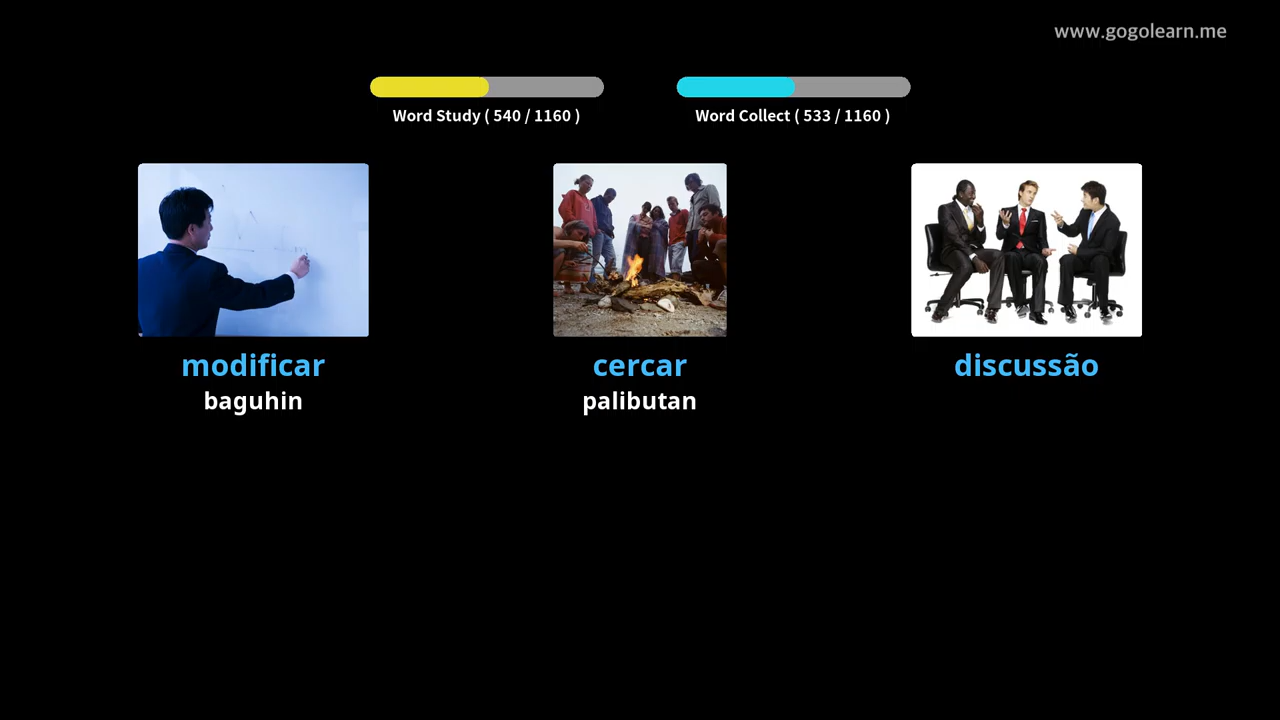 www.gogolearn.me
Word Study ( 540 / 1160 )
Word Collect ( 533 / 1160 )
modificar
baguhin
cercar
palibutan
discussão